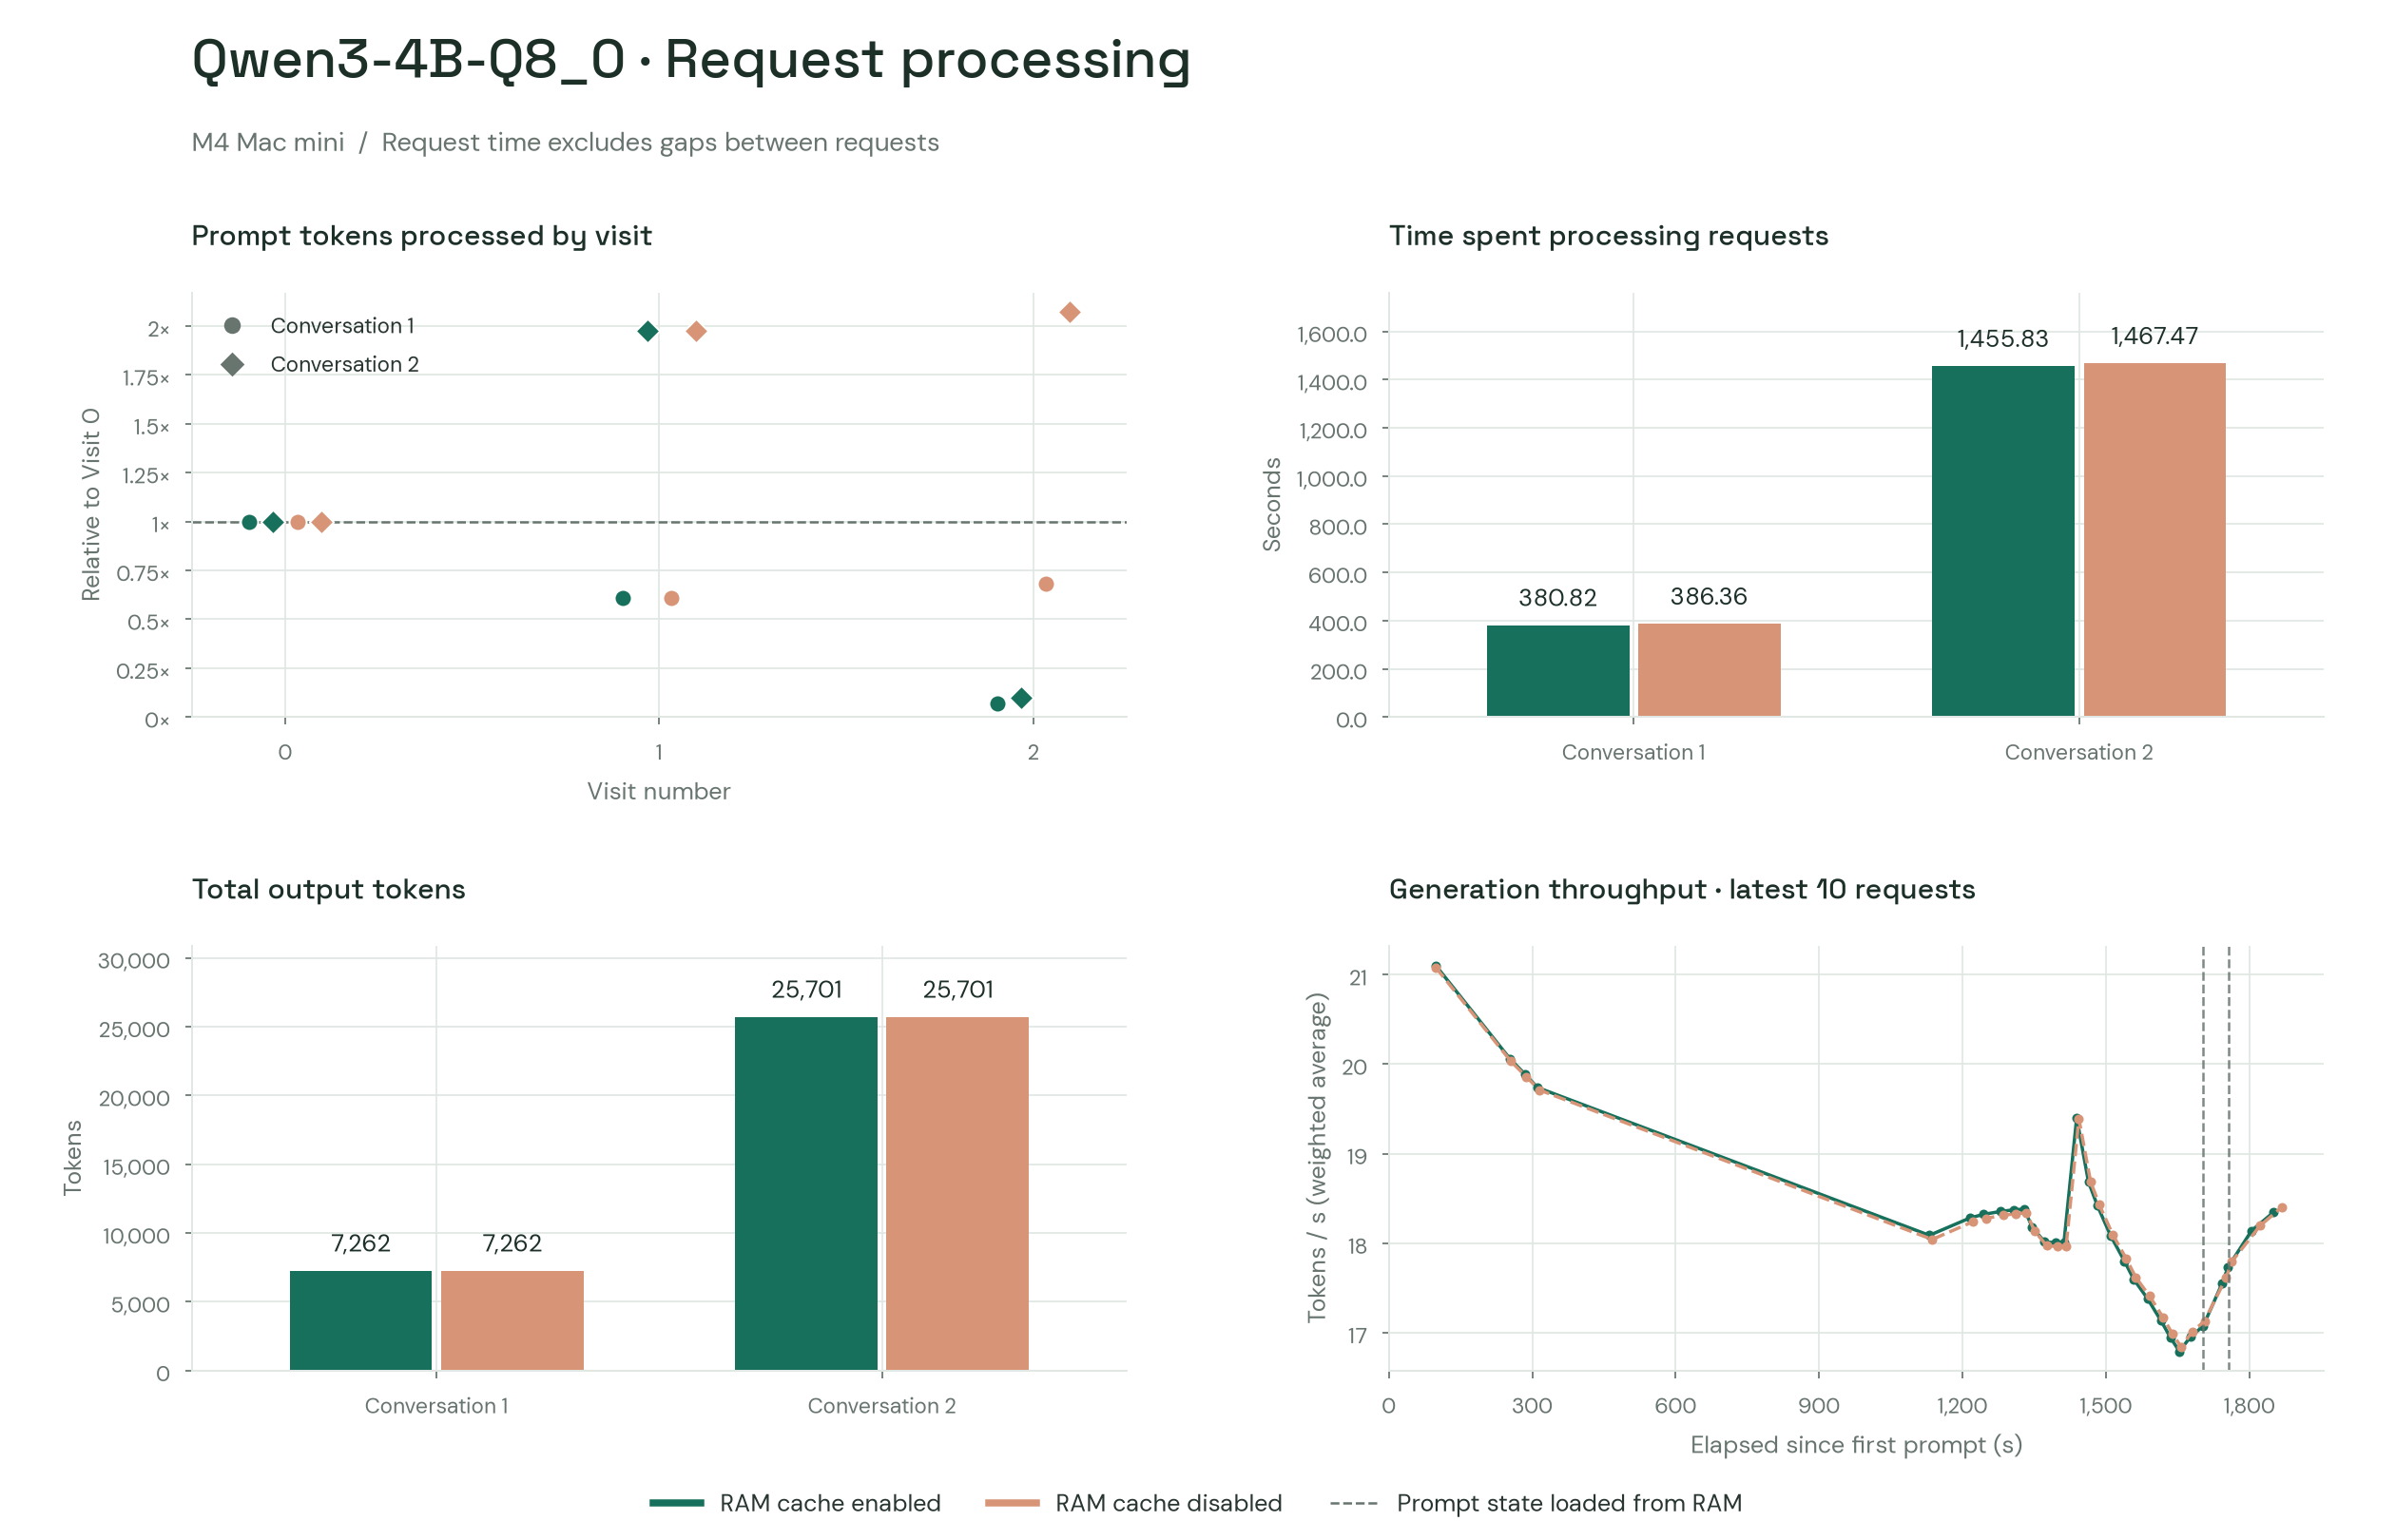 Qwen3-4B-Q8_0 · Request processing
M4 Mac mini / Request time excludes gaps between requests
Prompt tokens processed by visit
Conversation 1
Conversation 2
2×
1.75×
1.5×
1.25×
1×
0.75×
0.5×
0.25×
0×
Relative to Visit 0
0 1 2
Visit number
Time spent processing requests
1,600.0
1,400.0
1,200.0
1,000.0
800.0
600.0
400.0
200.0
0.0
Seconds
380.82 386.36
1,455.83 1,467.47
Conversation 1 Conversation 2
Total output tokens
30,000
25,000
20,000
15,000
10,000
5,000
0
Tokens
7,262 7,262
25,701 25,701
Conversation 1 Conversation 2
Generation throughput · latest 10 requests
21
20
19
18
17
Tokens / s (weighted average)
0 300 600 900 1,200 1,500 1,800
Elapsed since first prompt (s)
RAM cache enabled RAM cache disabled Prompt state loaded from RAM